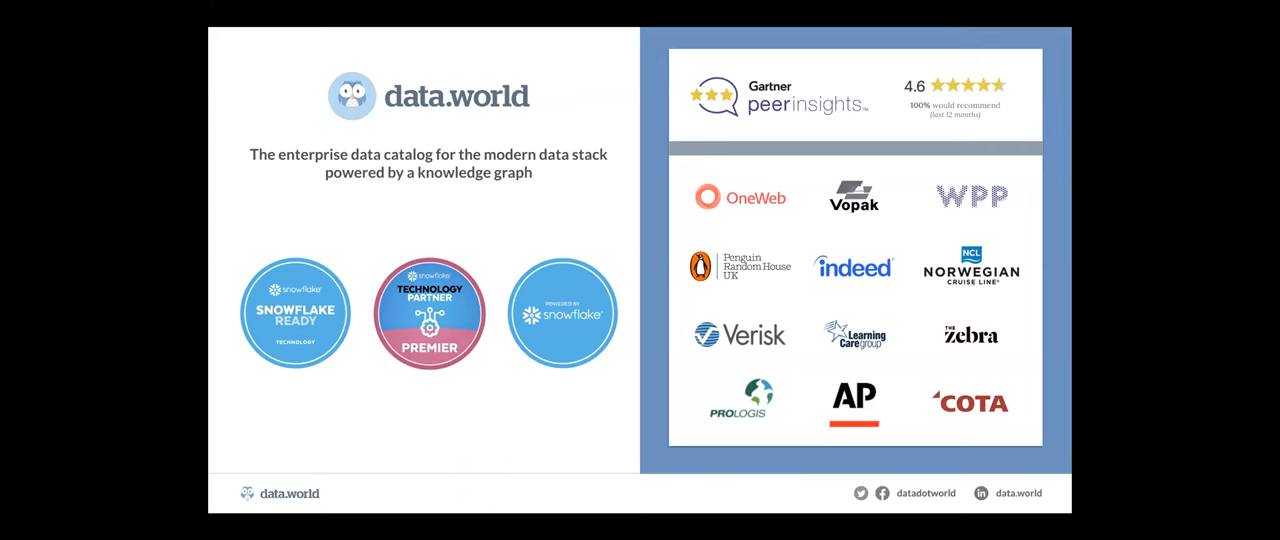 data.world
The enterprise data catalog for the modern data stack
powered by a knowledge graph
snowflake®
SNOWFLAKE
READY
TECHNOLOGY
snowflake®
TECHNOLOGY
PARTNER
PREMIER
POWERED BY
snowflake®
Gartner
peerinsights™
4.6
100% would recommend
(last 12 months)
OneWeb
Vopak
WPP
Penguin
Random House
UK
indeed®
NCL
NORWEGIAN
CRUISE LINE®
Verisk
Learning
Care group
THE
zebra
PROLOGIS
AP
COTA
data.world
datadotworld
in
data.world